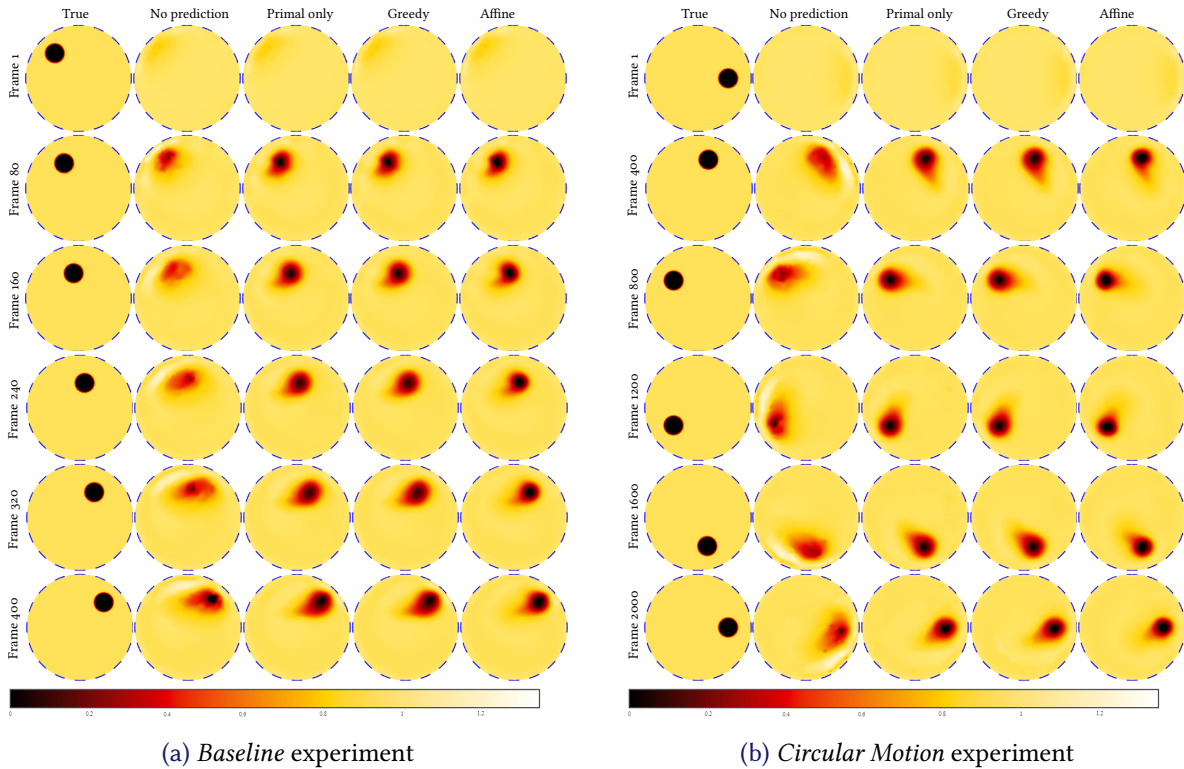 True No prediction Primal only Greedy Affine
Frame 1
Frame 80
Frame 160
Frame 240
Frame 320
Frame 400
0 0.2 0.4 0.6 0.8 1 1.2
(a) Baseline experiment
True No prediction Primal only Greedy Affine
Frame 1
Frame 400
Frame 800
Frame 1200
Frame 1600
Frame 2000
0 0.2 0.4 0.6 0.8 1 1.2
(b) Circular Motion experiment